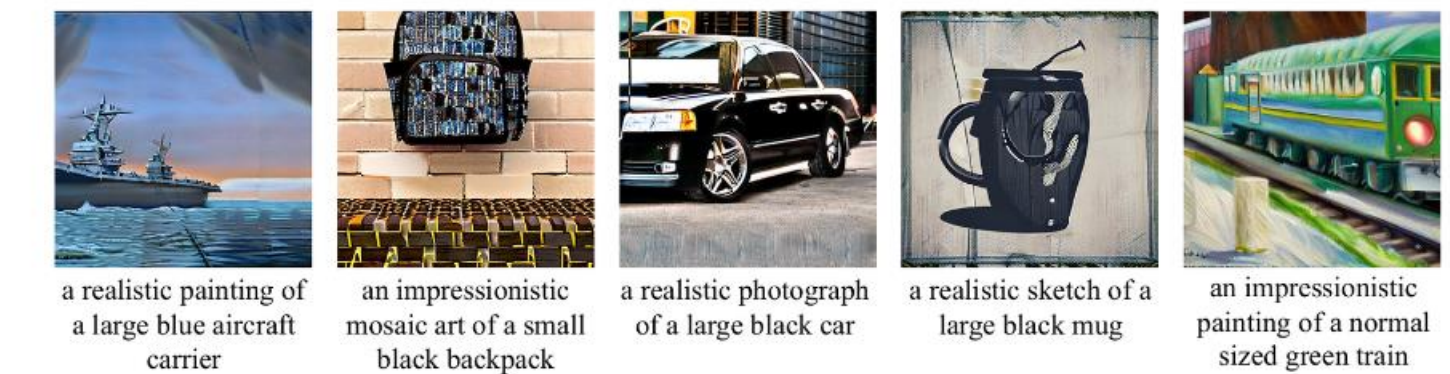 a realistic painting of
a large blue aircraft
carrier
an impressionistic
mosaic art of a small
black backpack
a realistic photograph
of a large black car
a realistic sketch of a
large black mug
an impressionistic
painting of a normal
sized green train